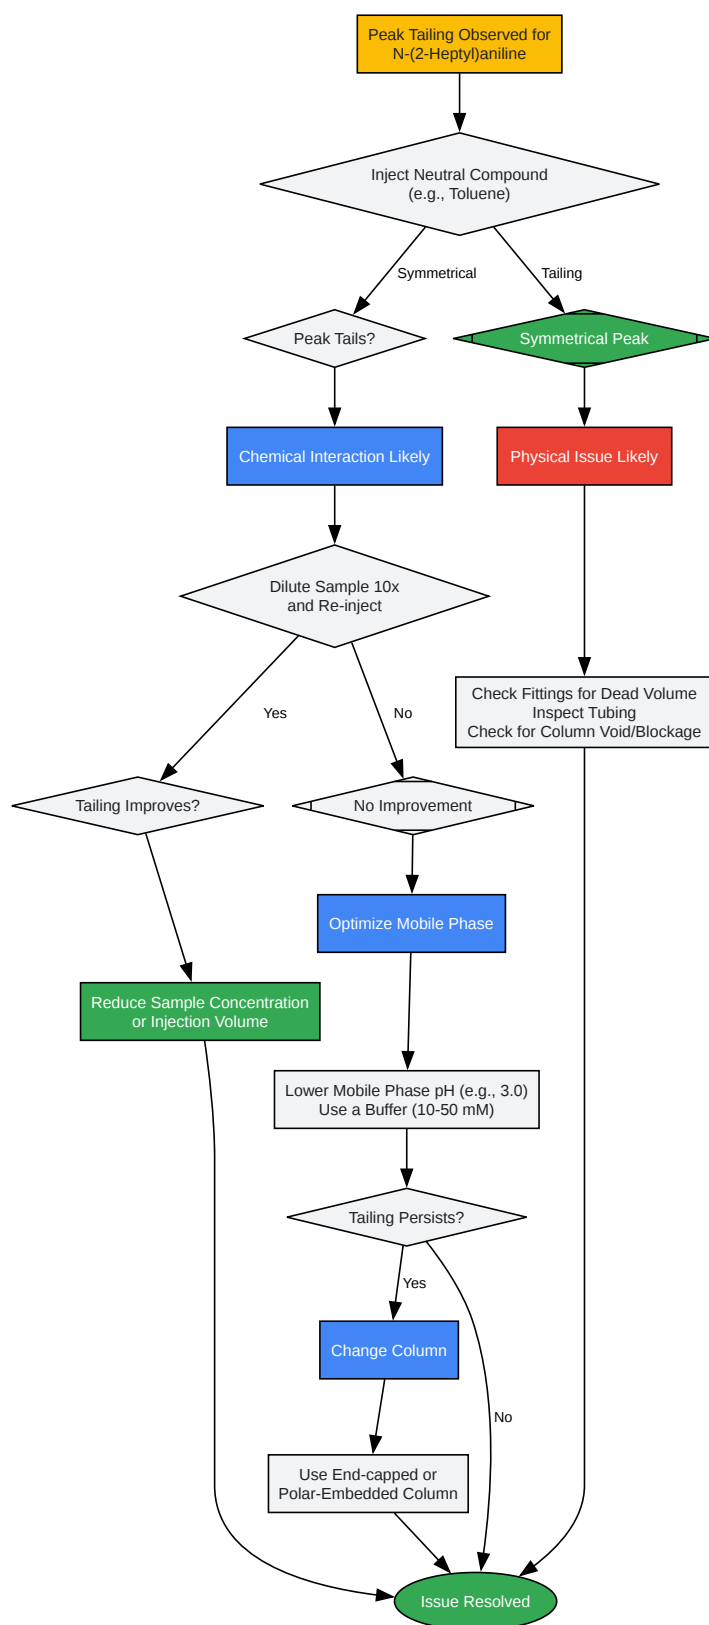 Peak Tailing Observed for
N-(2-Heptyl)aniline
Inject Neutral Compound
(e.g., Toluene)
Symmetrical
Tailing
Peak Tails?
Symmetrical Peak
Chemical Interaction Likely
Physical Issue Likely
Dilute Sample 10x
and Re-inject
Check Fittings for Dead Volume
Inspect Tubing
Check for Column Void/Blockage
Yes
No
Tailing Improves?
No Improvement
Optimize Mobile Phase
Reduce Sample Concentration
or Injection Volume
Lower Mobile Phase pH (e.g., 3.0)
Use a Buffer (10-50 mM)
Tailing Persists?
Yes
Change Column
No
Use End-capped or
Polar-Embedded Column
Issue Resolved